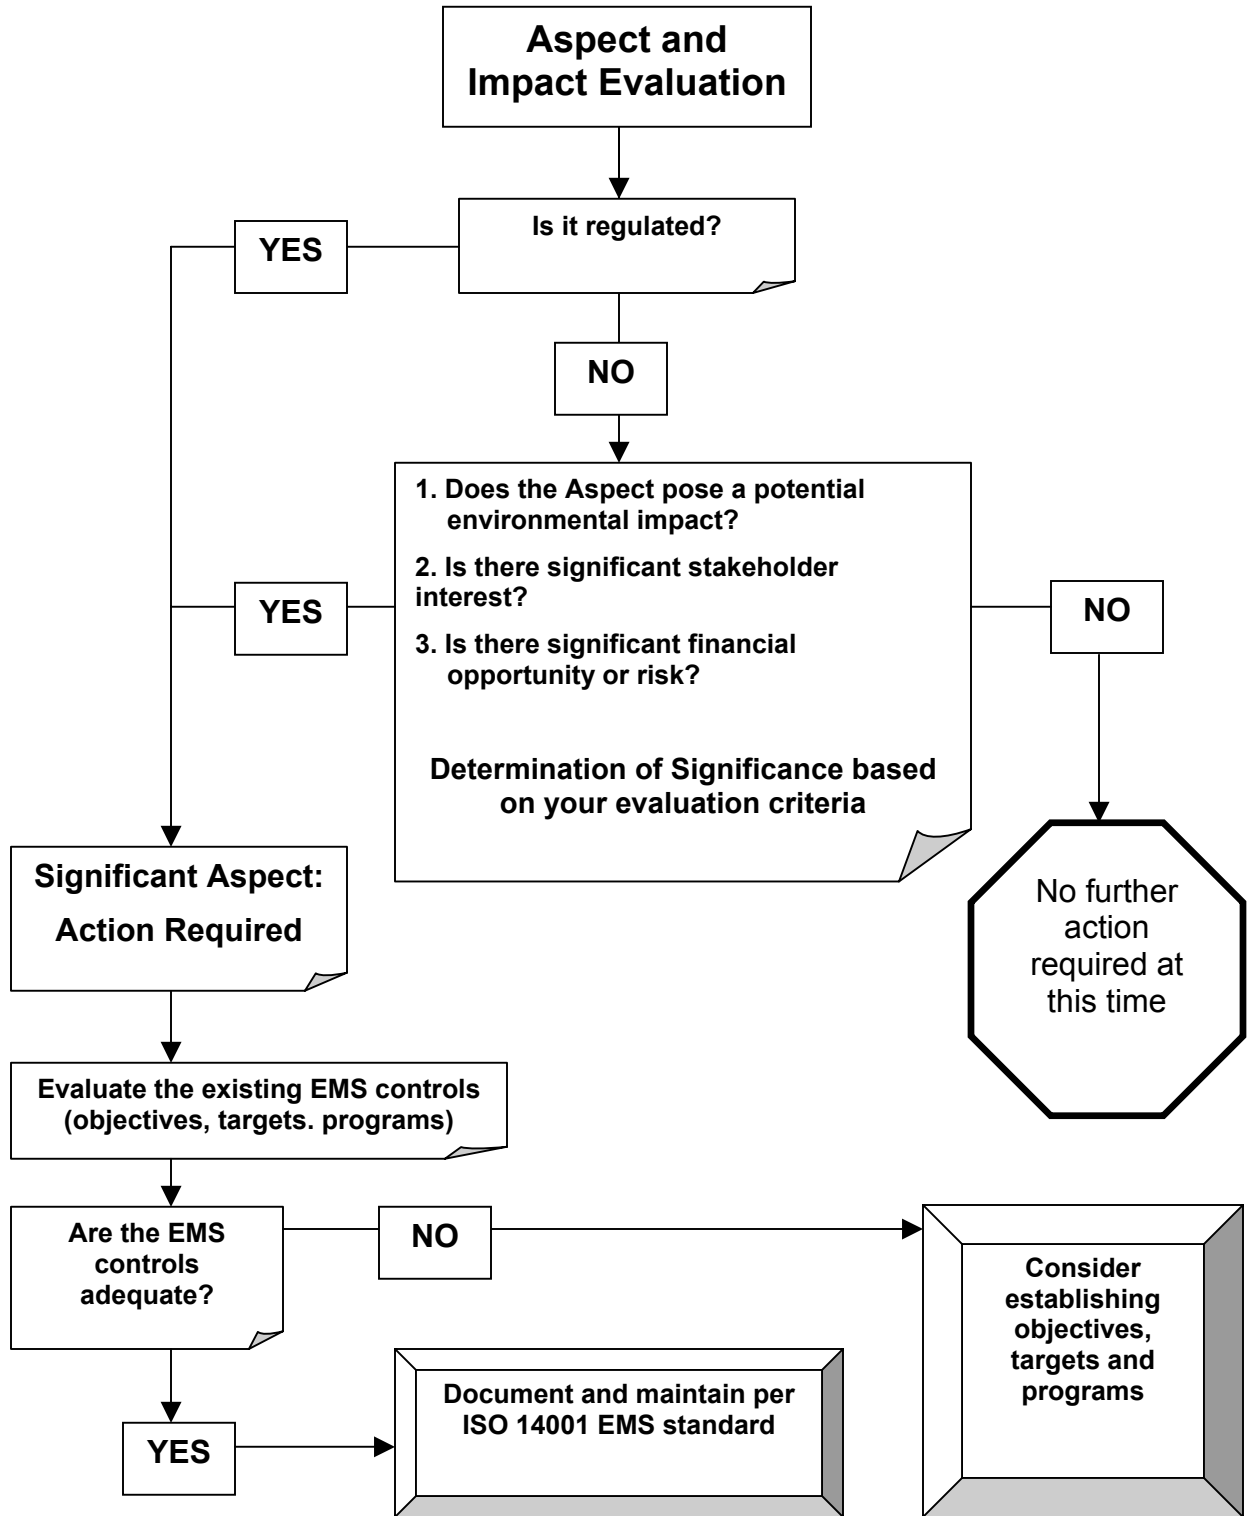 Aspect and
Impact Evaluation
Is it regulated?
YES
NO
1. Does the Aspect pose a potential
environmental impact?
2. Is there significant stakeholder
interest?
3. Is there significant financial
opportunity or risk?
Determination of Significance based
on your evaluation criteria
YES
NO
Significant Aspect:
Action Required
No further
action
required at
this time
Evaluate the existing EMS controls
(objectives, targets. programs)
Are the EMS
controls
adequate?
NO
Consider
establishing
objectives,
targets and
programs
YES
Document and maintain per
ISO 14001 EMS standard